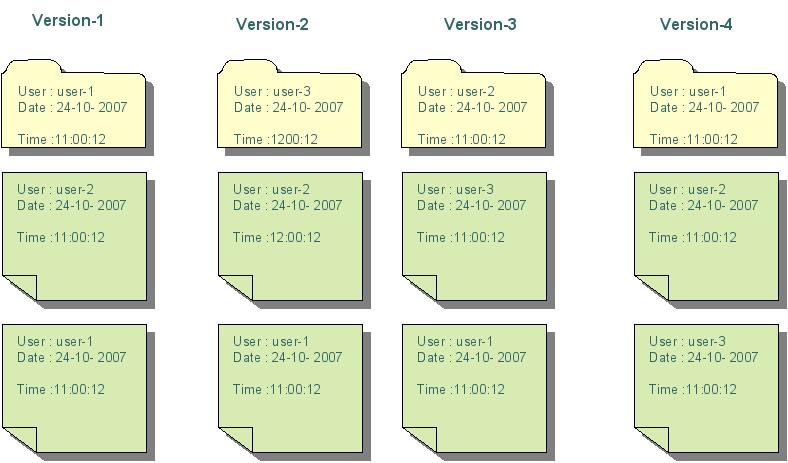 Version-1
Version-2
Version-3
Version-4
User : user-1
Date : 24-10- 2007
Time :11:00:12
User : user-3
Date : 24-10- 2007
Time :1200:12
User : user-2
Date : 24-10- 2007
Time :11:00:12
User : user-1
Date : 24-10- 2007
Time :11:00:12
User : user-2
Date : 24-10- 2007
Time :11:00:12
User : user-2
Date : 24-10- 2007
Time :12:00:12
User : user-3
Date : 24-10- 2007
Time :11:00:12
User : user-2
Date : 24-10- 2007
Time :11:00:12
User : user-1
Date : 24-10- 2007
Time :11:00:12
User : user-1
Date : 24-10- 2007
Time :11:00:12
User : user-1
Date : 24-10- 2007
Time :11:00:12
User : user-3
Date : 24-10- 2007
Time :11:00:12